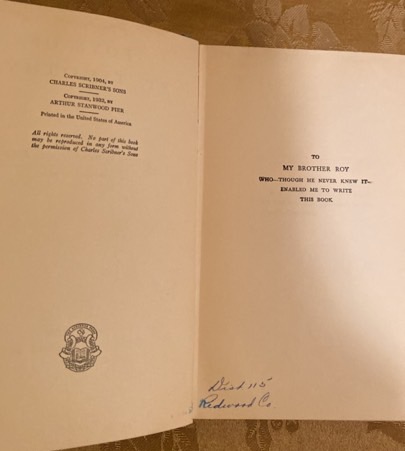 COPYRIGHT, 1904, BY
CHARLES SCRIBNER'S SONS
COPYRIGHT, 1932, BY
ARTHUR STANWOOD PIER
Printed in the United States of America
All rights reserved. No part of this book
may be reproduced in any form without
the permission of Charles Scribner's Sons
TO
MY BROTHER ROY
WHO—THOUGH HE NEVER KNEW IT—
ENABLED ME TO WRITE
THIS BOOK
Dist 115
Redwood Co